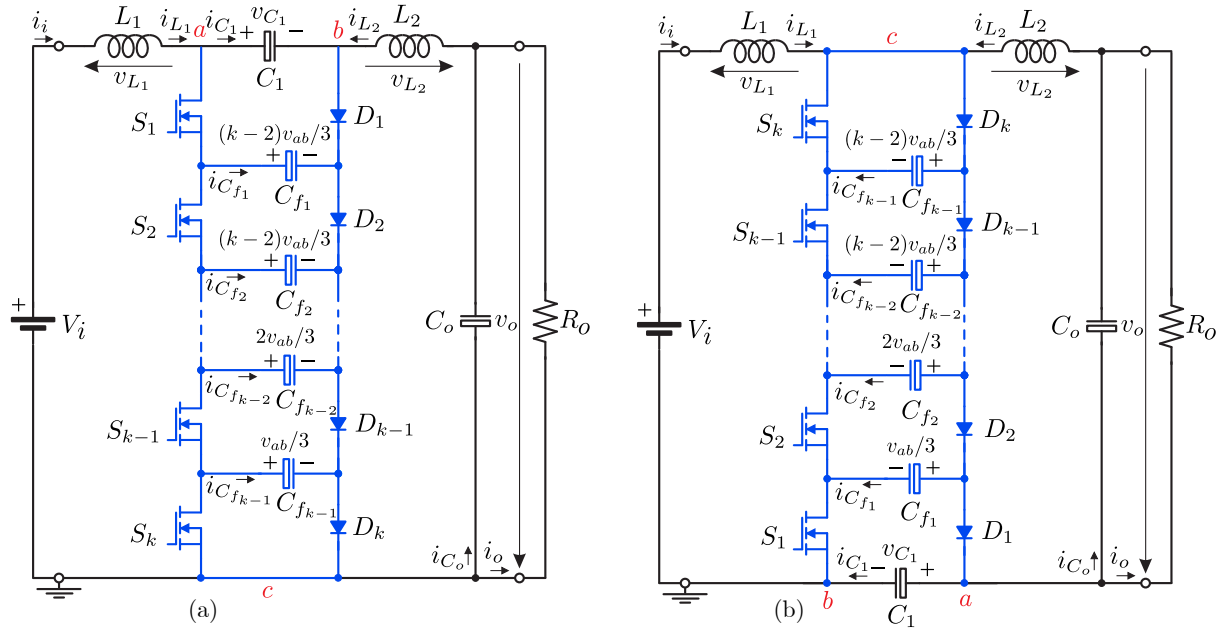 i_i L_1 i_{L_1} a i_{C_1} + v_{C_1} − b i_{L_2} L_2
v_{L_1} C_1 v_{L_2}
S_1 D_1
(k − 2)v_{ab}/3
+ −
i_{C_{f_1}} C_{f_1}
S_2 D_2
(k − 2)v_{ab}/3
+ −
i_{C_{f_2}} C_{f_2}
+ V_i C_o v_o R_o
2v_{ab}/3
+ −
i_{C_{f_{k−2}}} C_{f_{k−2}}
S_{k−1} D_{k−1}
v_{ab}/3
+ −
i_{C_{f_{k−1}}} C_{f_{k−1}}
S_k D_k
i_{C_o} i_o
c
(a)
i_i L_1 i_{L_1} c i_{L_2} L_2
v_{L_1} v_{L_2}
S_k D_k
(k − 2)v_{ab}/3
− +
i_{C_{f_{k−1}}} C_{f_{k−1}}
S_{k−1} D_{k−1}
(k − 2)v_{ab}/3
− +
i_{C_{f_{k−2}}} C_{f_{k−2}}
+ V_i C_o v_o R_o
2v_{ab}/3
− +
i_{C_{f_2}} C_{f_2}
S_2 D_2
v_{ab}/3
− +
i_{C_{f_1}} C_{f_1}
S_1 D_1
i_{C_1} − v_{C_1} + i_{C_o} i_o
b C_1 a
(b)